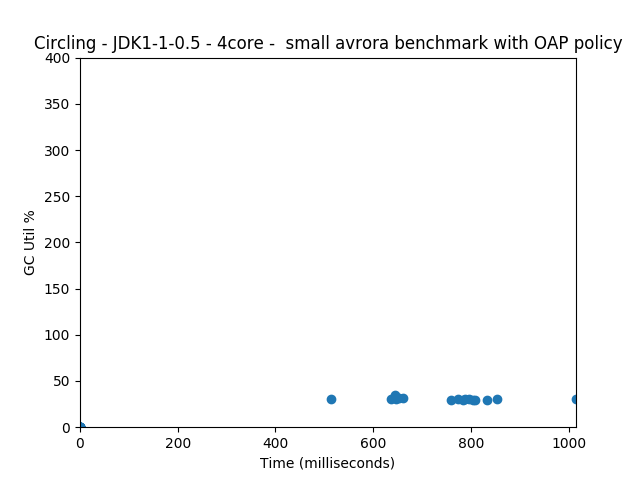 Circling - JDK1-1-0.5 - 4core -  small avrora benchmark with OAP policy
400
350
300
250
200
150
100
50
0
GC Util %
0 200 400 600 800 1000
Time (milliseconds)